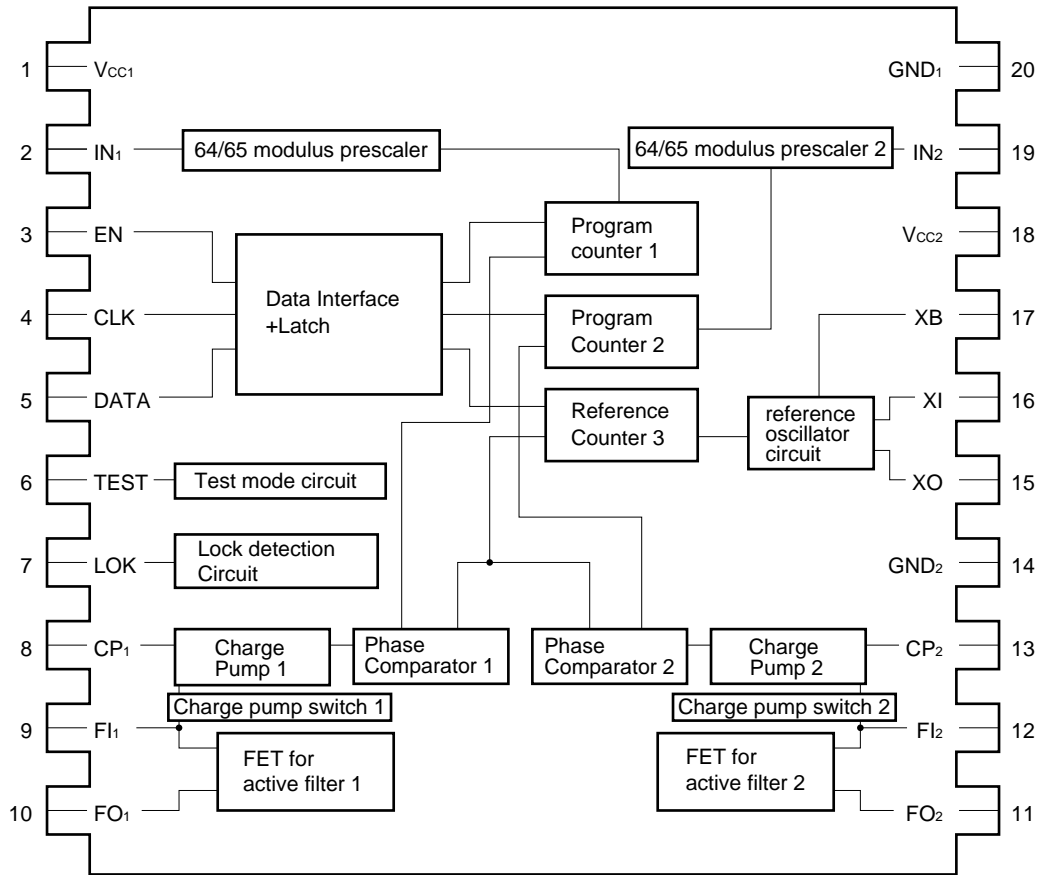 1 VCC1 GND1 20
2 IN1 64/65 modulus prescaler 64/65 modulus prescaler 2 IN2 19
3 EN Program VCC2 18
counter 1
Data Interface
+Latch
4 CLK Program XB 17
Counter 2
5 DATA Reference XI 16
Counter 3
reference
oscillator
circuit
6 TEST Test mode circuit XO 15
7 LOK Lock detection GND2 14
Circuit
8 CP1 Charge Phase Phase Charge CP2 13
Pump 1 Comparator 1 Comparator 2 Pump 2
Charge pump switch 1 Charge pump switch 2
9 FI1 FI2 12
FET for FET for
active filter 1 active filter 2
10 FO1 FO2 11